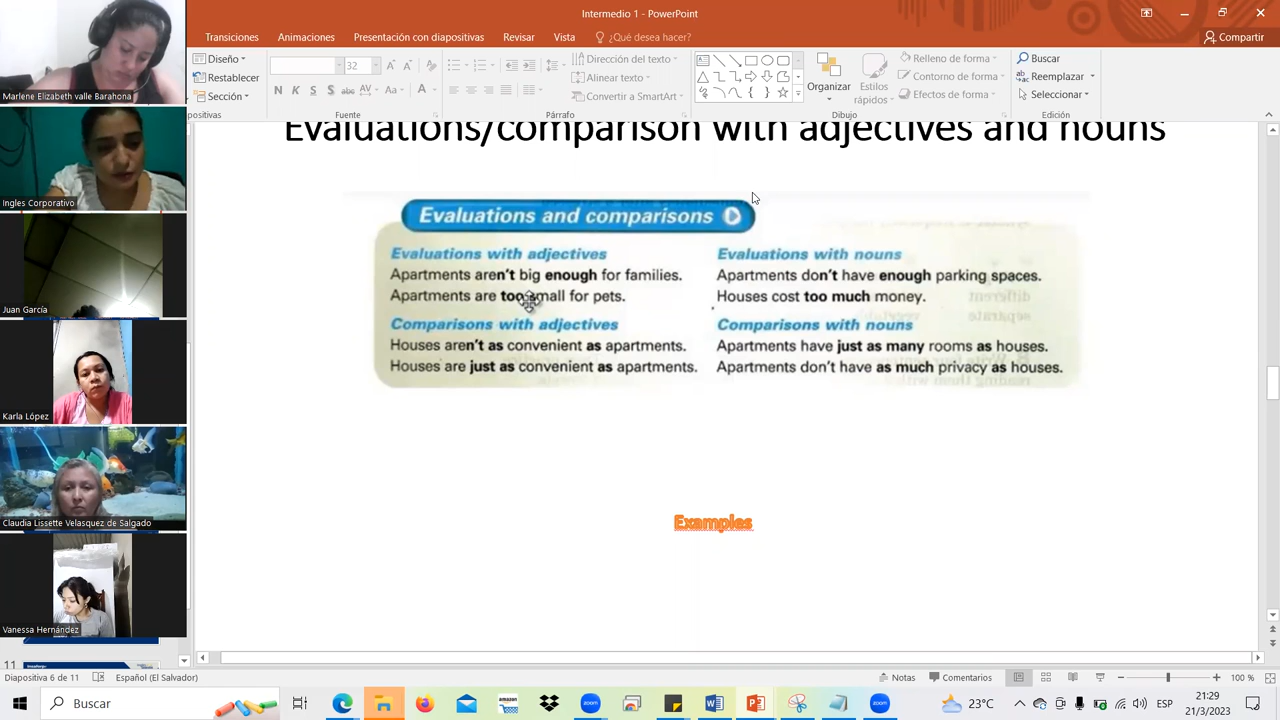 Intermedio 1 - PowerPoint
Transiciones Animaciones Presentación con diapositivas Revisar Vista ¿Qué desea hacer? Compartir
Diseño
Restablecer
Sección
32
Fuente
Dirección del texto
Alinear texto
Convertir a SmartArt
Párrafo
Organizar
Estilos
rápidos
Relleno de forma
Contorno de forma
Efectos de forma
Dibujo
Buscar
Reemplazar
Seleccionar
Edición
Marlene Elizabeth valle Barahona
Ingles Corporativo
Juan García
Karla López
Claudia Lissette Velasquez de Salgado
Vanessa Hernández
Evaluations/comparison with adjectives and nouns
Evaluations and comparisons
Evaluations with adjectives
Apartments aren't big enough for families.
Apartments are too small for pets.
Comparisons with adjectives
Houses aren't as convenient as apartments.
Houses are just as convenient as apartments.
Evaluations with nouns
Apartments don't have enough parking spaces.
Houses cost too much money.
Comparisons with nouns
Apartments have just as many rooms as houses.
Apartments don't have as much privacy as houses.
Examples
11
Diapositiva 6 de 11 Español (El Salvador) Notas Comentarios 100 %
Buscar
23°C ESP
21:29
21/3/2023